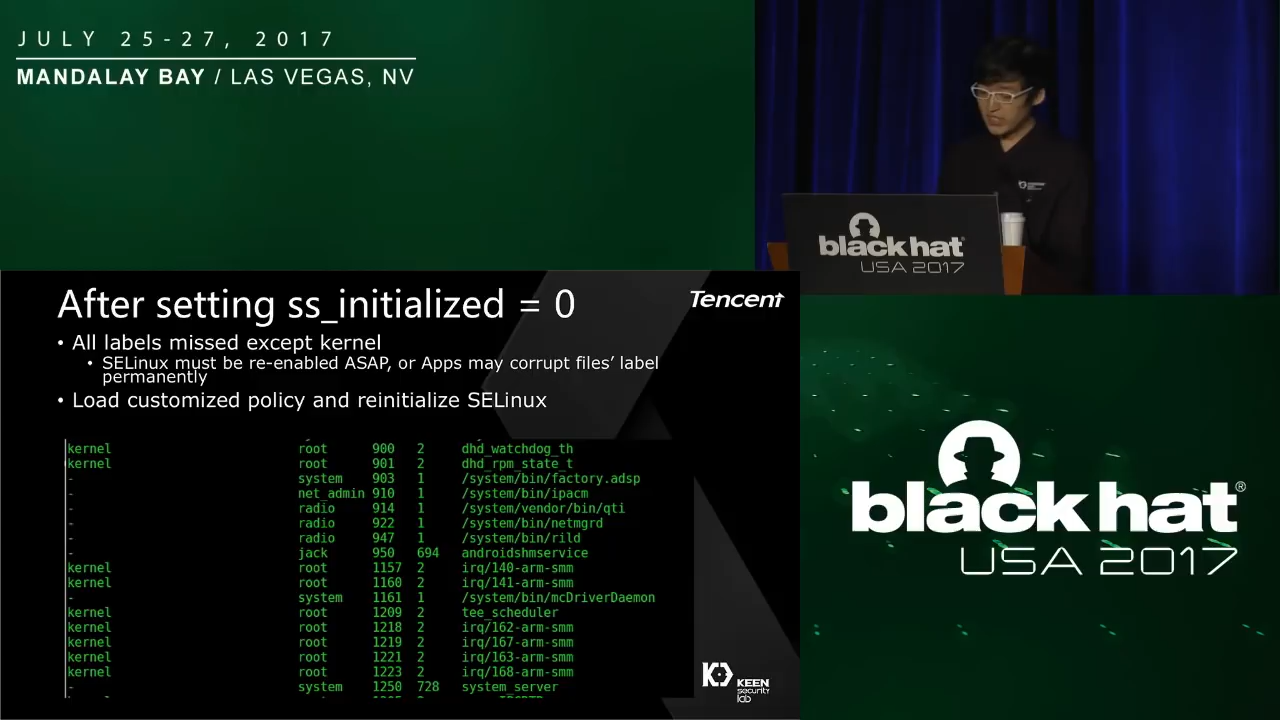 JULY 25-27, 2017
MANDALAY BAY / LAS VEGAS, NV
black hat
USA 2017
After setting ss_initialized = 0
Tencent
• All labels missed except kernel
• SELinux must be re-enabled ASAP, or Apps may corrupt files' label
permanently
• Load customized policy and reinitialize SELinux
kernel root 900 2 dhd_watchdog_th
kernel root 901 2 dhd_rpm_state_t
- system 903 1 /system/bin/factory.adsp
- net_admin 910 1 /system/bin/ipacm
- radio 914 1 /system/vendor/bin/qti
- radio 922 1 /system/bin/netmgrd
- radio 947 1 /system/bin/rild
- jack 950 694 androidshmservice
kernel root 1157 2 irq/140-arm-smm
kernel root 1160 2 irq/141-arm-smm
- system 1161 1 /system/bin/mcDriverDaemon
kernel root 1209 2 tee_scheduler
kernel root 1218 2 irq/162-arm-smm
kernel root 1219 2 irq/167-arm-smm
kernel root 1221 2 irq/163-arm-smm
kernel root 1223 2 irq/168-arm-smm
- system 1250 728 system_server
KEEN
security
lab
black hat®
USA 2017